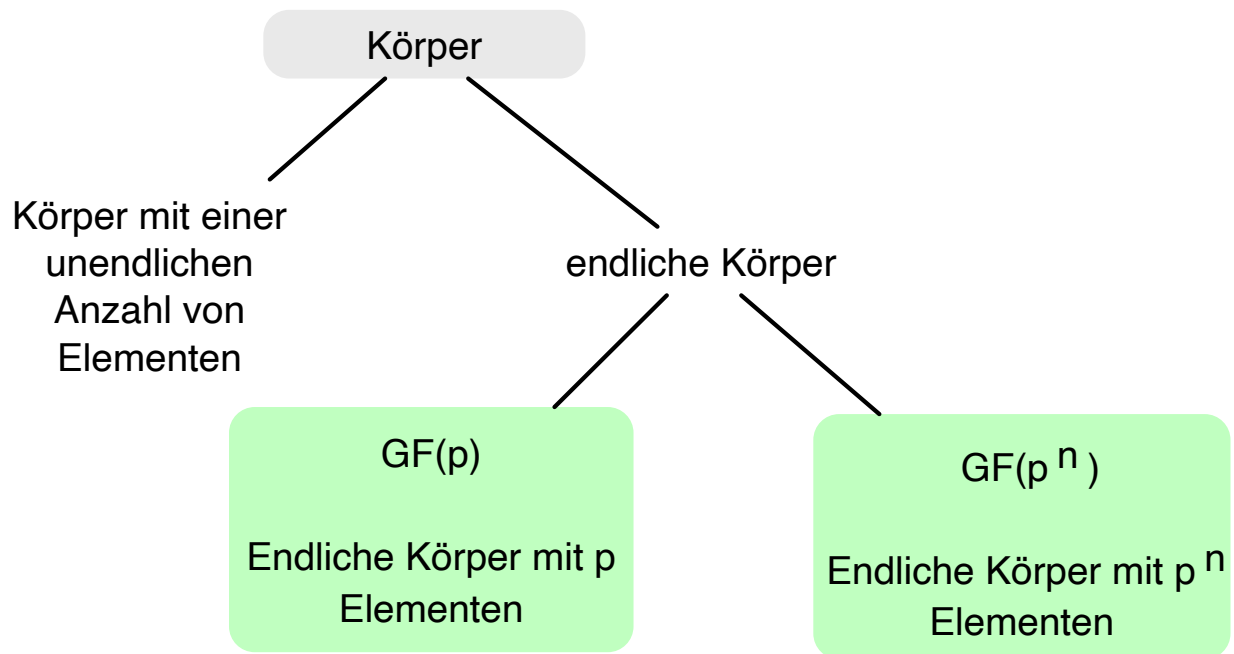 Körper
Körper mit einer
unendlichen
Anzahl von
Elementen
endliche Körper
GF(p)
Endliche Körper mit p
Elementen
GF(p n )
Endliche Körper mit p n
Elementen